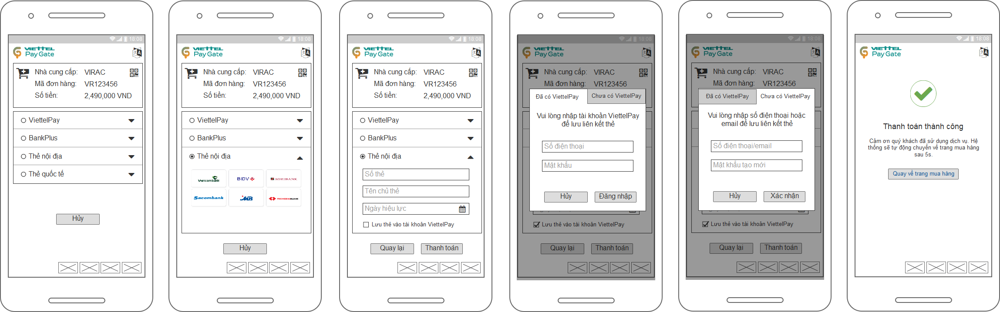 18:08
VIETTEL
Pay Gate
Nhà cung cấp: VIRAC
Mã đơn hàng: VR123456
Số tiền: 2,490,000 VND
ViettelPay
BankPlus
Thẻ nội địa
Thẻ quốc tế
Hủy
18:08
VIETTEL
Pay Gate
Nhà cung cấp: VIRAC
Mã đơn hàng: VR123456
Số tiền: 2,490,000 VND
ViettelPay
BankPlus
Thẻ nội địa
Vietcombank BIDV AGRIBANK
Sacombank MB TECHCOMBANK
Hủy
18:08
VIETTEL
Pay Gate
Nhà cung cấp: VIRAC
Mã đơn hàng: VR123456
Số tiền: 2,490,000 VND
ViettelPay
BankPlus
Thẻ nội địa
Số thẻ
Tên chủ thẻ
Ngày hiệu lực
Lưu thẻ vào tài khoản ViettelPay
Quay lại Thanh toán
18:08
VIETTEL
Pay Gate
Nhà cung cấp: VIRAC
Mã đơn hàng: VR123456
Đã có ViettelPay Chưa có ViettelPay
Vui lòng nhập tài khoản ViettelPay
để lưu liên kết thẻ
Số điện thoại
Mật khẩu
Hủy Đăng nhập
Lưu thẻ vào tài khoản ViettelPay
Quay lại Thanh toán
18:08
VIETTEL
Pay Gate
Nhà cung cấp: VIRAC
Mã đơn hàng: VR123456
Đã có ViettelPay Chưa có ViettelPay
Vui lòng nhập số điện thoại hoặc
email để lưu liên kết thẻ
Số điện thoại/email
Mật khẩu tạo mới
Hủy Xác nhận
Lưu thẻ vào tài khoản ViettelPay
Quay lại Thanh toán
18:08
VIETTEL
Pay Gate
Thanh toán thành công
Cảm ơn quý khách đã sử dụng dịch vụ. Hệ
thống sẽ tự động chuyển về trang mua hàng
sau 5s.
Quay về trang mua hàng